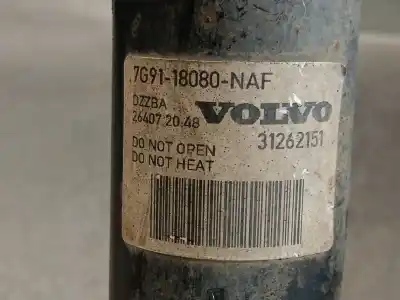 7G91-18080-NAF
DZZBA
26407 20.48
VOLVO
31262151
DO NOT OPEN
DO NOT HEAT